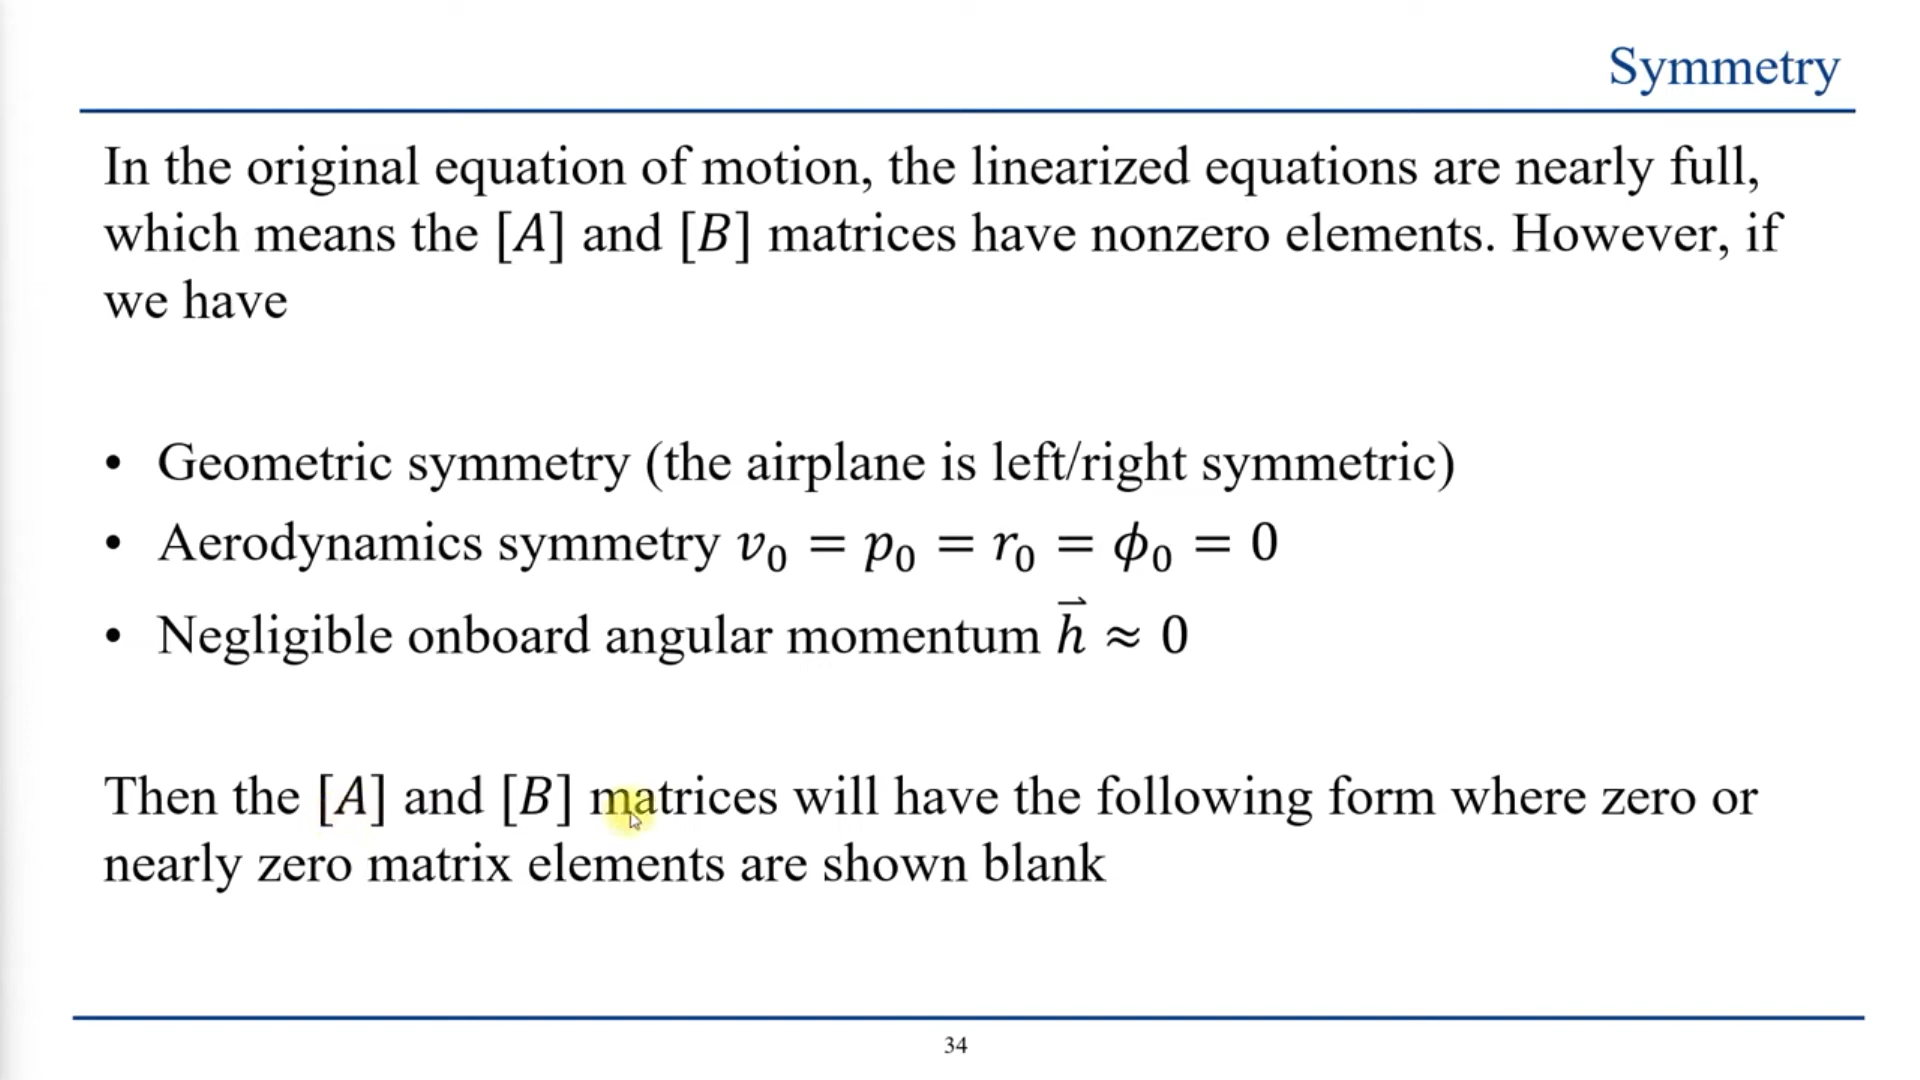 Symmetry
In the original equation of motion, the linearized equations are nearly full,
which means the [A] and [B] matrices have nonzero elements. However, if
we have
• Geometric symmetry (the airplane is left/right symmetric)
• Aerodynamics symmetry v₀ = p₀ = r₀ = ϕ₀ = 0
• Negligible onboard angular momentum h⃗ ≈ 0
Then the [A] and [B] matrices will have the following form where zero or
nearly zero matrix elements are shown blank
34